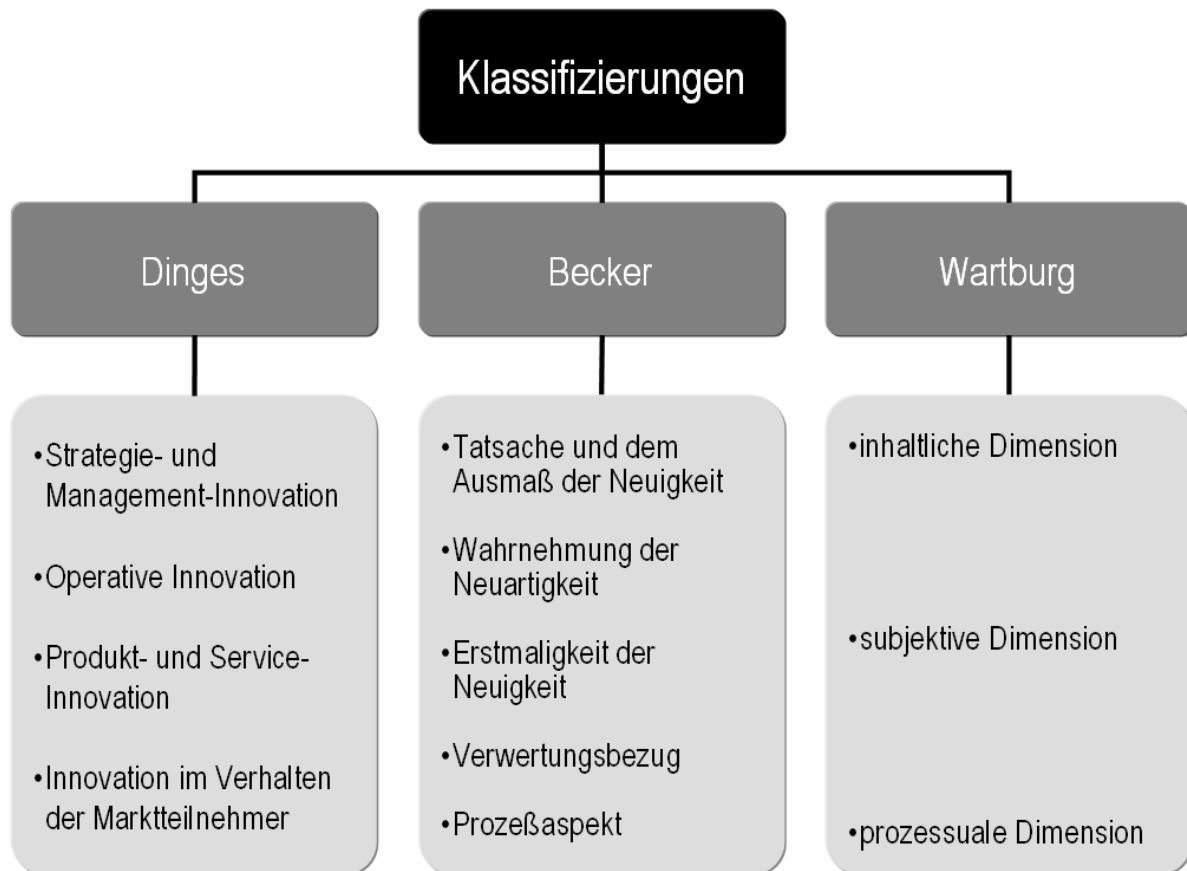 Klassifizierungen
Dinges
•Strategie- und
Management-Innovation
•Operative Innovation
•Produkt- und Service-
Innovation
•Innovation im Verhalten
der Marktteilnehmer
Becker
•Tatsache und dem
Ausmaß der Neuigkeit
•Wahrnehmung der
Neuartigkeit
•Erstmaligkeit der
Neuigkeit
•Verwertungsbezug
•Prozeßaspekt
Wartburg
•inhaltliche Dimension
•subjektive Dimension
•prozessuale Dimension